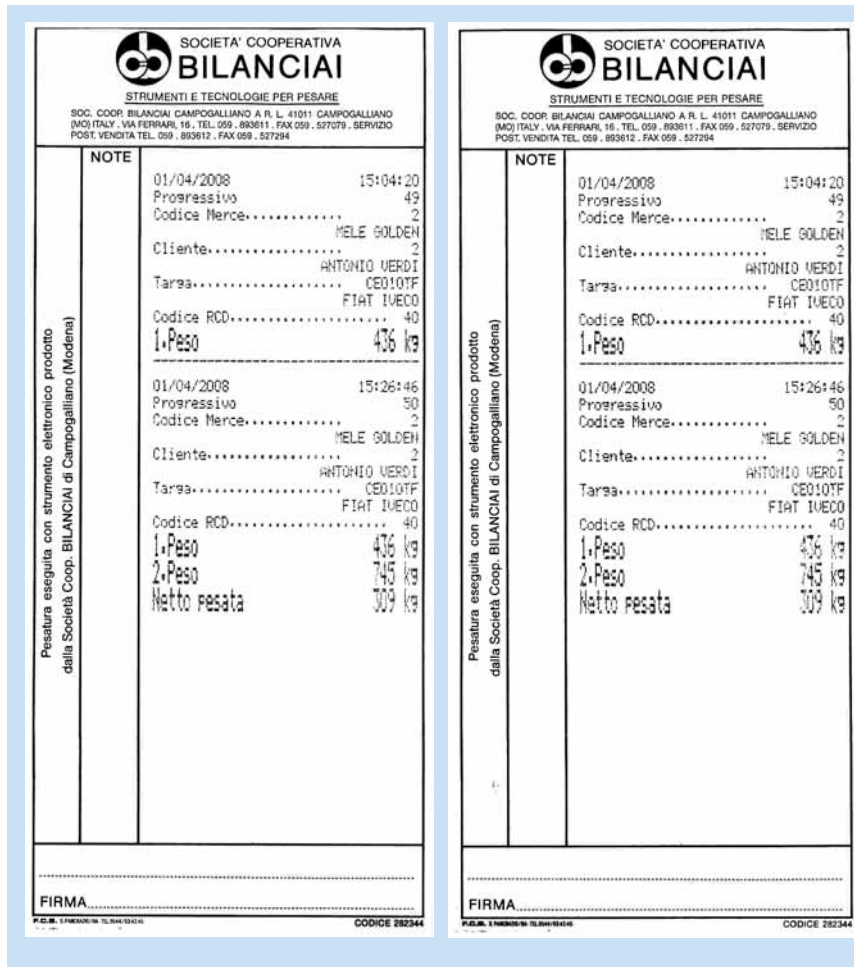 SOCIETA' COOPERATIVA
BILANCIAI
STRUMENTI E TECNOLOGIE PER PESARE
SOC. COOP. BILANCIAI CAMPOGALLIANO A R. L. 41011 CAMPOGALLIANO
(MO) ITALY . VIA FERRARI, 16 . TEL. 059 . 893611 . FAX 059 . 527079 . SERVIZIO
POST. VENDITA TEL. 059 . 893612 . FAX 059 . 527294
NOTE
01/04/2008 15:04:20
Progressivo 49
Codice Merce............. 2
MELE GOLDEN
Cliente.................. 2
ANTONIO VERDI
Targa.................... CE010TF
FIAT IVECO
Codice RCD..................... 40
1.Peso 436 kg
01/04/2008 15:26:46
Progressivo 50
Codice Merce............. 2
MELE GOLDEN
Cliente.................. 2
ANTONIO VERDI
Targa.................... CE010TF
FIAT IVECO
Codice RCD..................... 40
1.Peso 436 kg
2.Peso 745 kg
Netto pesata 309 kg
Pesatura eseguita con strumento elettronico prodotto
dalla Società Coop. BILANCIAI di Campogalliano (Modena)
FIRMA
F.C.B.
CODICE 282344
SOCIETA' COOPERATIVA
BILANCIAI
STRUMENTI E TECNOLOGIE PER PESARE
SOC. COOP. BILANCIAI CAMPOGALLIANO A R. L. 41011 CAMPOGALLIANO
(MO) ITALY . VIA FERRARI, 16 . TEL. 059 . 893611 . FAX 059 . 527079 . SERVIZIO
POST. VENDITA TEL. 059 . 893612 . FAX 059 . 527294
NOTE
01/04/2008 15:04:20
Progressivo 49
Codice Merce............. 2
MELE GOLDEN
Cliente.................. 2
ANTONIO VERDI
Targa.................... CE010TF
FIAT IVECO
Codice RCD..................... 40
1.Peso 436 kg
01/04/2008 15:26:46
Progressivo 50
Codice Merce............. 2
MELE GOLDEN
Cliente.................. 2
ANTONIO VERDI
Targa.................... CE010TF
FIAT IVECO
Codice RCD..................... 40
1.Peso 436 kg
2.Peso 745 kg
Netto pesata 309 kg
Pesatura eseguita con strumento elettronico prodotto
dalla Società Coop. BILANCIAI di Campogalliano (Modena)
FIRMA
F.C.B.
CODICE 282344